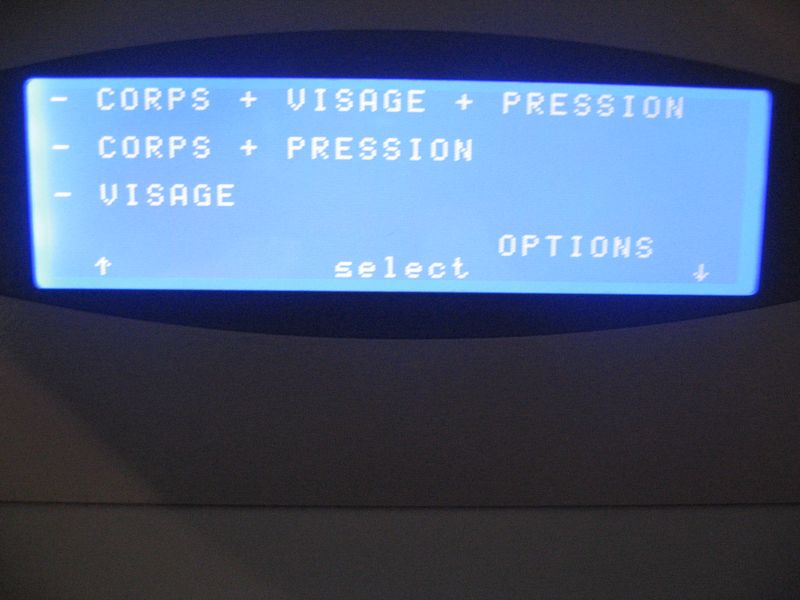 - CORPS + VISAGE + PRESSION
- CORPS + PRESSION
- VISAGE
OPTIONS
↑ select ↓